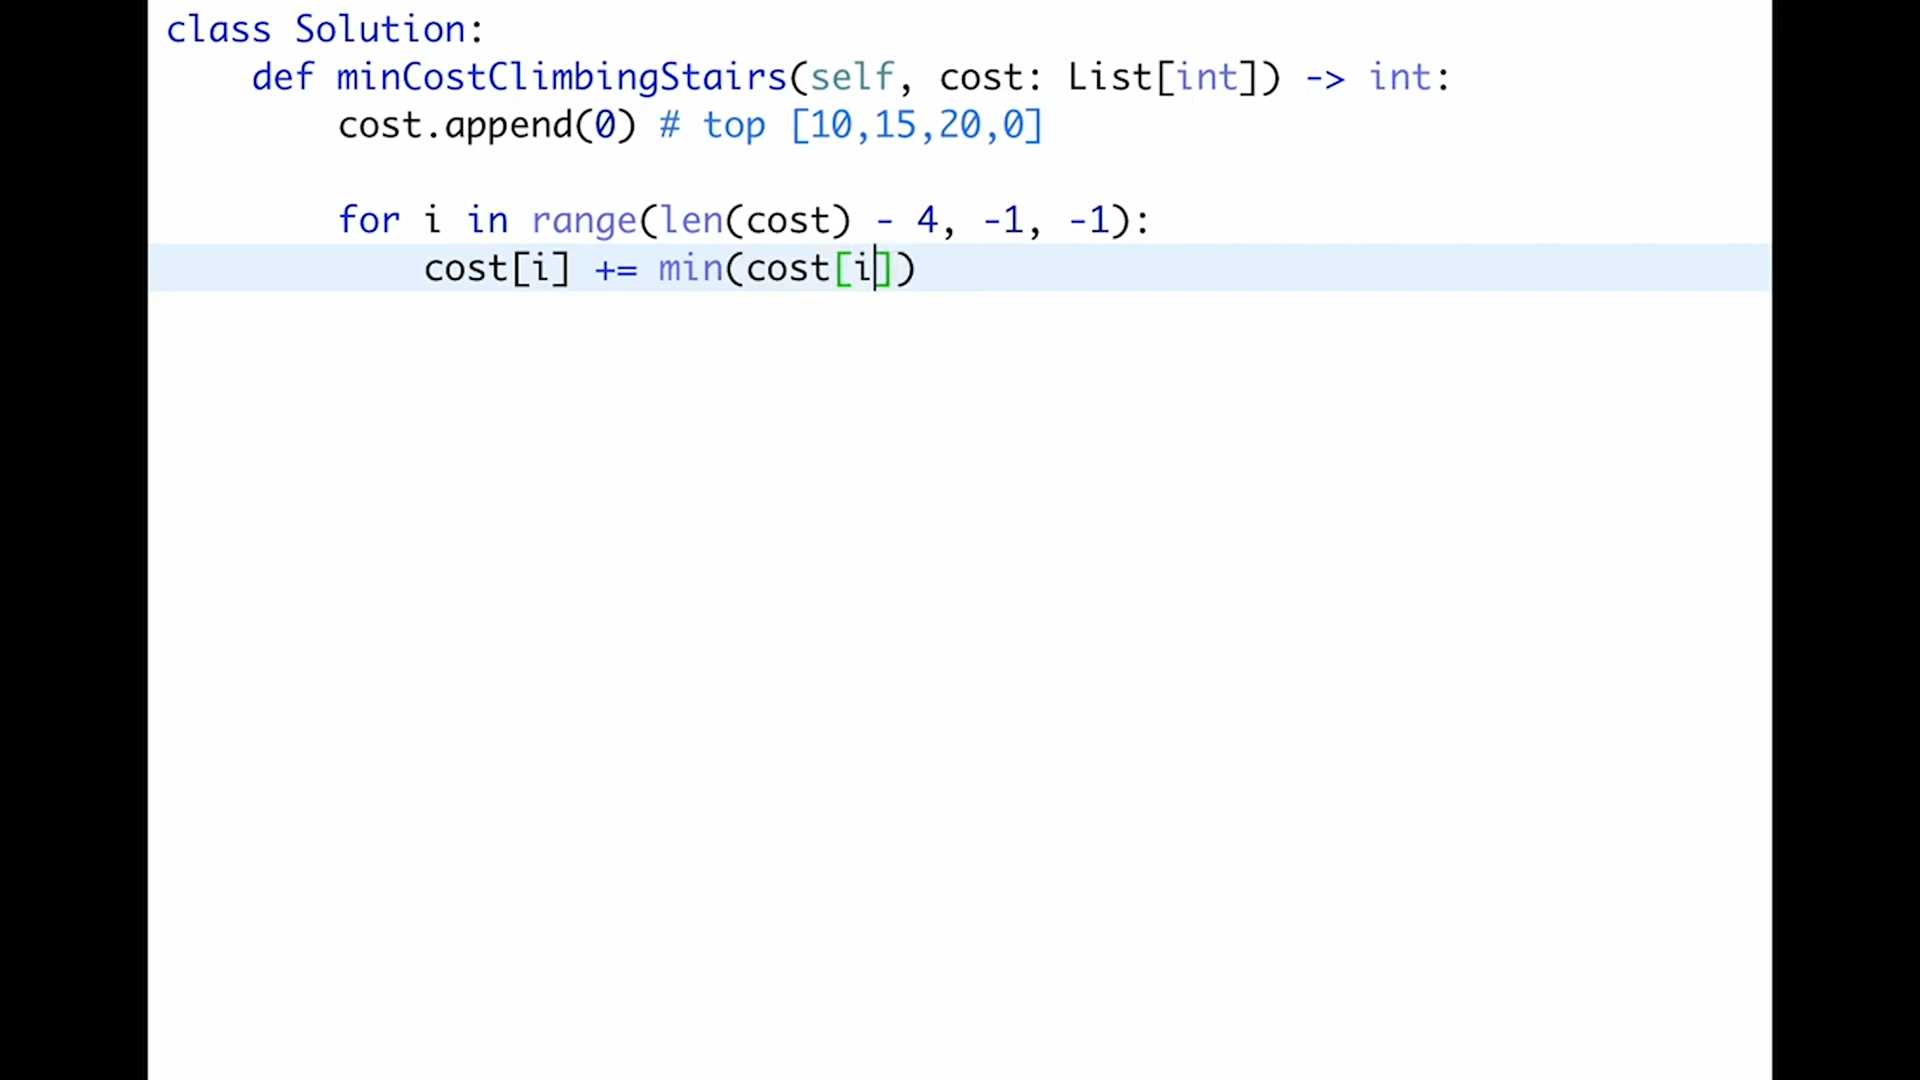 class Solution:
    def minCostClimbingStairs(self, cost: List[int]) -> int:
        cost.append(0) # top [10,15,20,0]
        for i in range(len(cost) - 4, -1, -1):
            cost[i] += min(cost[i])